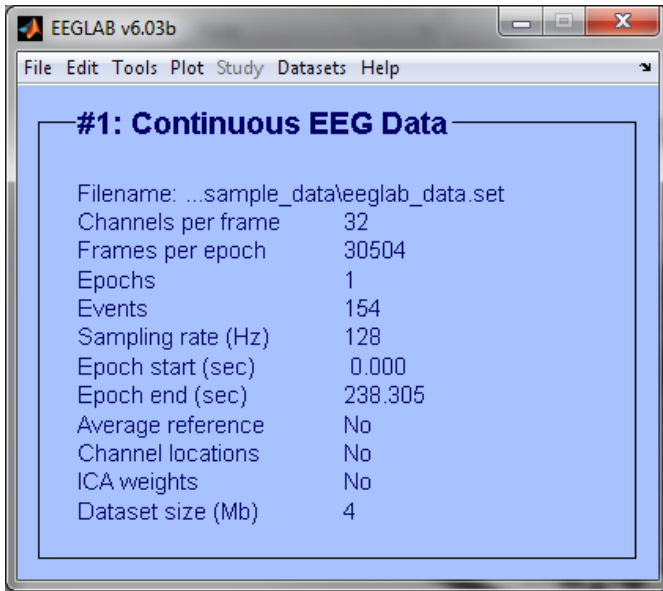 EEGLAB v6.03b
File Edit Tools Plot Study Datasets Help
#1: Continuous EEG Data
Filename: ...sample_data\eeglab_data.set
Channels per frame 32
Frames per epoch 30504
Epochs 1
Events 154
Sampling rate (Hz) 128
Epoch start (sec) 0.000
Epoch end (sec) 238.305
Average reference No
Channel locations No
ICA weights No
Dataset size (Mb) 4